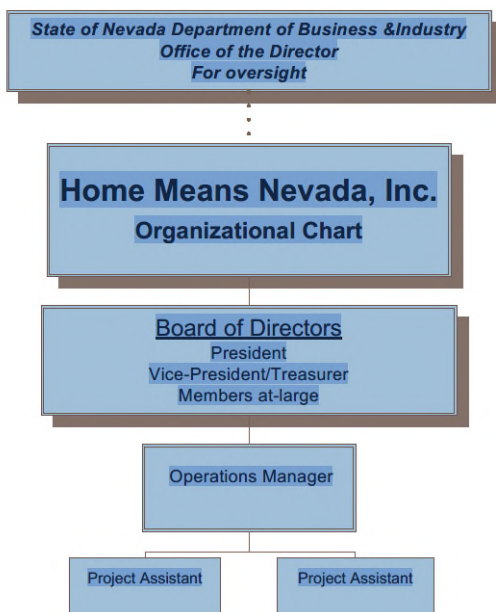 State of Nevada Department of Business &Industry
Office of the Director
For oversight
Home Means Nevada, Inc.
Organizational Chart
Board of Directors
President
Vice-President/Treasurer
Members at-large
Operations Manager
Project Assistant
Project Assistant